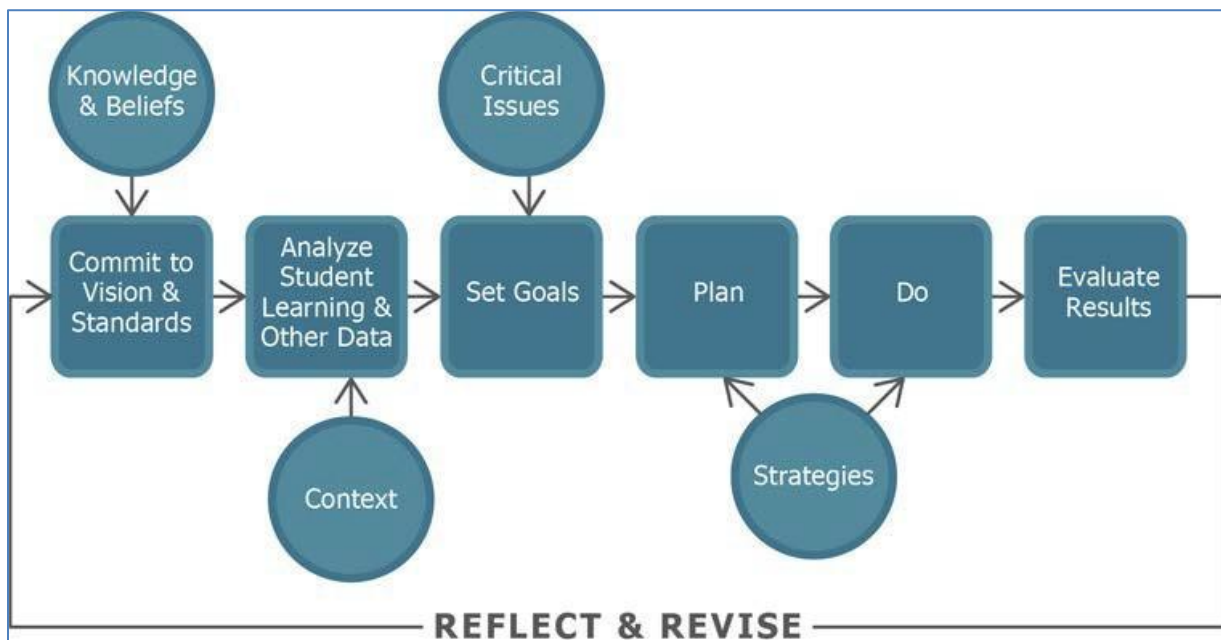 Knowledge
& Beliefs
Critical
Issues
Commit to
Vision &
Standards
Analyze
Student
Learning &
Other Data
Set Goals
Plan
Do
Evaluate
Results
Context
Strategies
REFLECT & REVISE